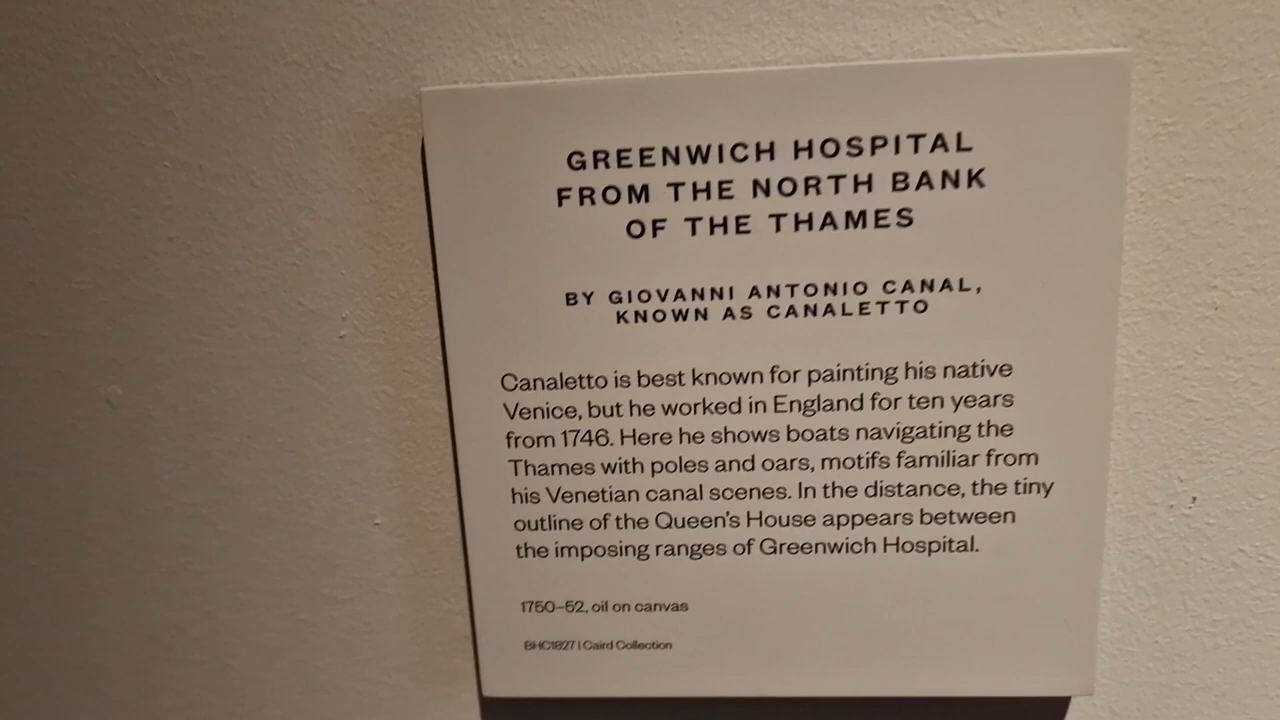 GREENWICH HOSPITAL
FROM THE NORTH BANK
OF THE THAMES
BY GIOVANNI ANTONIO CANAL,
KNOWN AS CANALETTO
Canaletto is best known for painting his native
Venice, but he worked in England for ten years
from 1746. Here he shows boats navigating the
Thames with poles and oars, motifs familiar from
his Venetian canal scenes. In the distance, the tiny
outline of the Queen's House appears between
the imposing ranges of Greenwich Hospital.
1750–52, oil on canvas
BHC1827 | Caird Collection